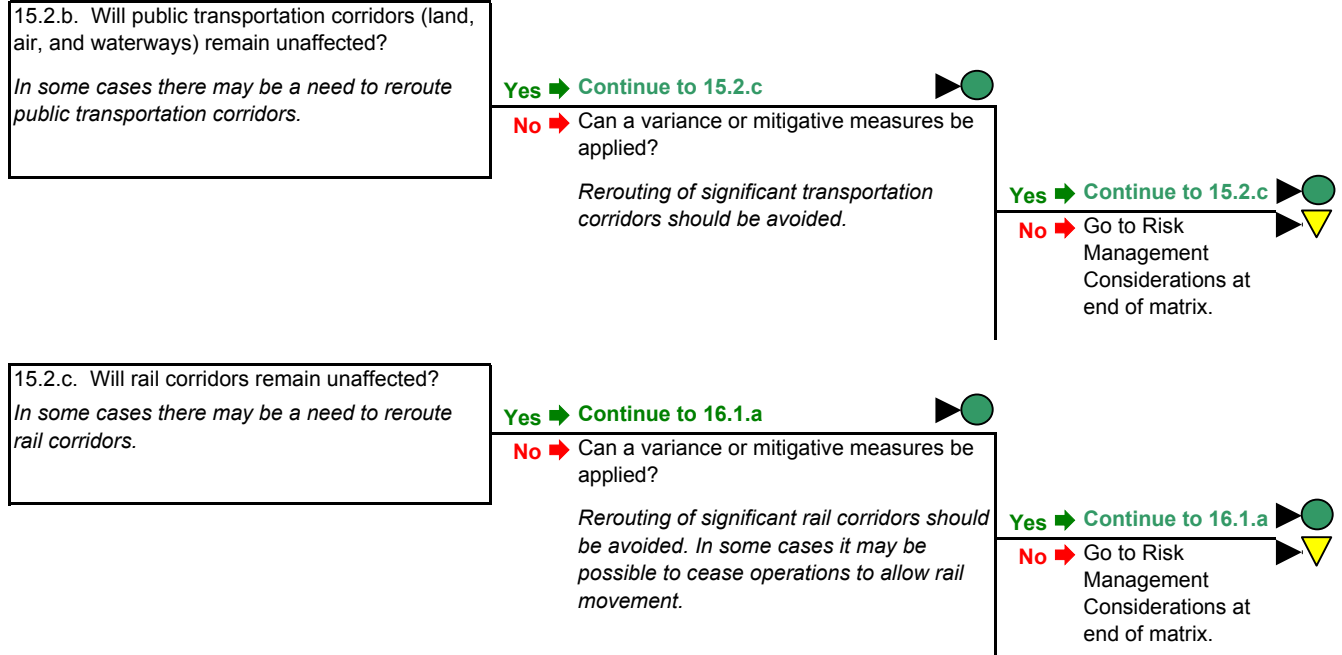 15.2.b. Will public transportation corridors (land,
air, and waterways) remain unaffected?
In some cases there may be a need to reroute
public transportation corridors.
Yes Continue to 15.2.c
No Can a variance or mitigative measures be
applied?
Rerouting of significant transportation
corridors should be avoided.
Yes Continue to 15.2.c
No Go to Risk
Management
Considerations at
end of matrix.
15.2.c. Will rail corridors remain unaffected?
In some cases there may be a need to reroute
rail corridors.
Yes Continue to 16.1.a
No Can a variance or mitigative measures be
applied?
Rerouting of significant rail corridors should
be avoided. In some cases it may be
possible to cease operations to allow rail
movement.
Yes Continue to 16.1.a
No Go to Risk
Management
Considerations at
end of matrix.